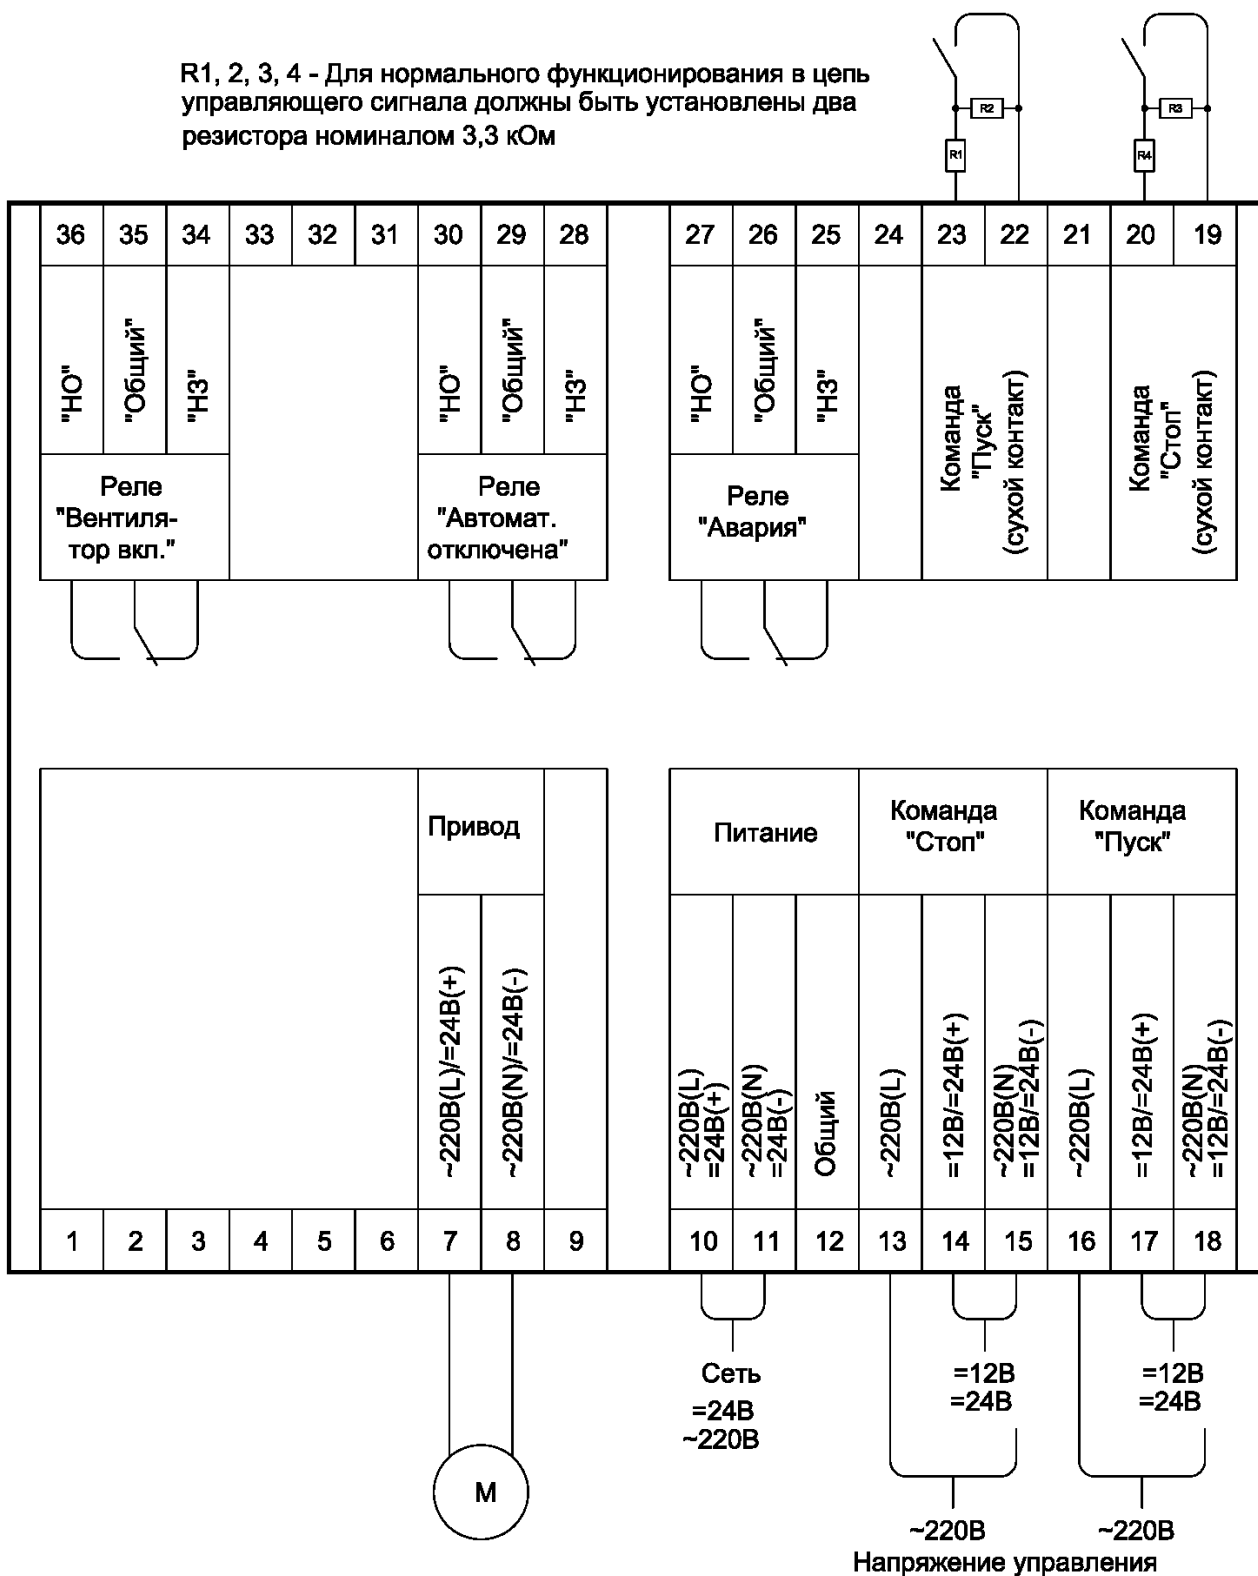 R1, 2, 3, 4 - Для нормального функционирования в цепь
управляющего сигнала должны быть установлены два
резистора номиналом 3,3 кОм
R2
R1
R3
R4
36 35 34 33 32 31 30 29 28 27 26 25 24 23 22 21 20 19
"НО"
"Общий"
"НЗ"
Реле
"Вентиля-
тор вкл."
"НО"
"Общий"
"НЗ"
Реле
"Автомат.
отключена"
"НО"
"Общий"
"НЗ"
Реле
"Авария"
Команда
"Пуск"
(сухой контакт)
Команда
"Стоп"
(сухой контакт)
Привод
~220В(L)/=24В(+)
~220В(N)/=24В(-)
Питание
~220В(L)
=24В(+)
~220В(N)
=24В(-)
Общий
Команда
"Стоп"
~220В(L)
=12В/=24В(+)
~220В(N)
=12В/=24В(-)
Команда
"Пуск"
~220В(L)
=12В/=24В(+)
~220В(N)
=12В/=24В(-)
1 2 3 4 5 6 7 8 9 10 11 12 13 14 15 16 17 18
М
Сеть
=24В
~220В
=12В
=24В
=12В
=24В
~220В
~220В
Напряжение управления